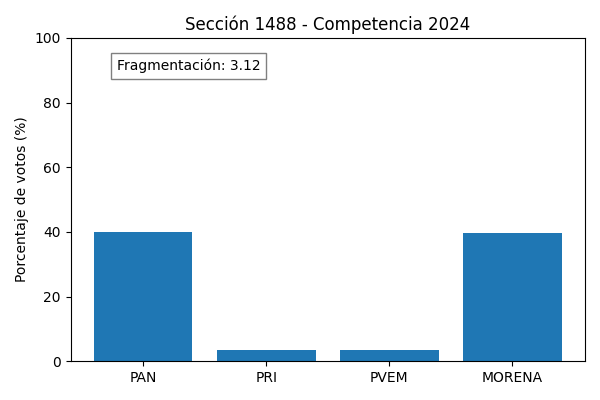 Sección 1488 - Competencia 2024
Fragmentación: 3.12
Porcentaje de votos (%)
100
80
60
40
20
0
PAN PRI PVEM MORENA